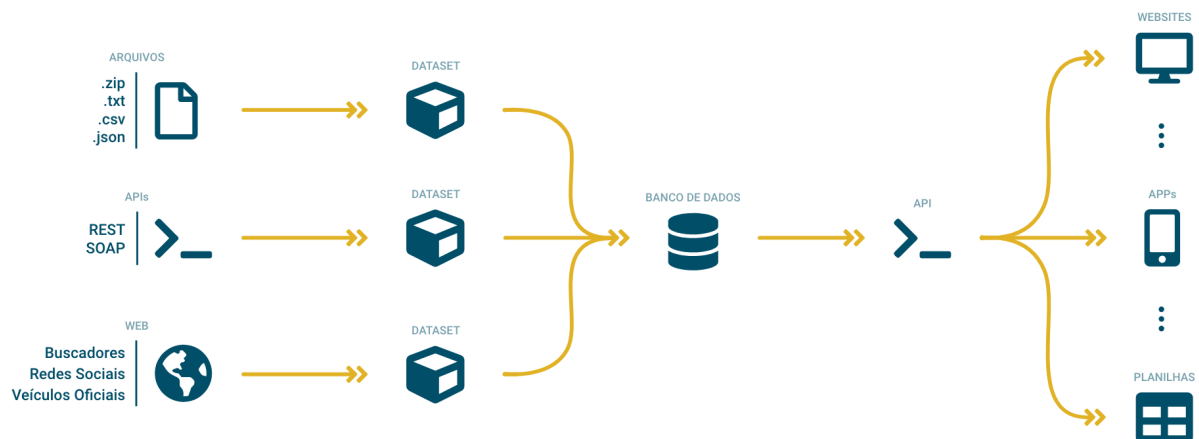 WEBSITES
ARQUIVOS
.zip
.txt
.csv
.json
DATASET
APIs
REST
SOAP
DATASET
BANCO DE DADOS
API
APPs
WEB
Buscadores
Redes Sociais
Veículos Oficiais
DATASET
PLANILHAS